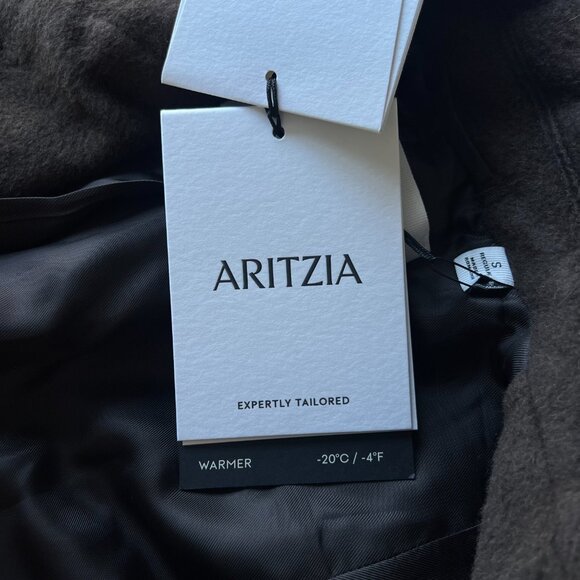 ARITZIA
EXPERTLY TAILORED
WARMER -20°C / -4°F
S